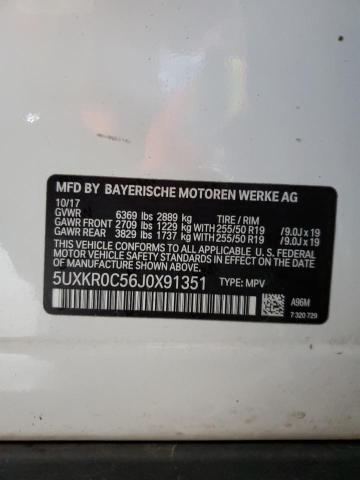 MFD BY BAYERISCHE MOTOREN WERKE AG
10/17
GVWR 6369 lbs 2889 kg TIRE / RIM
GAWR FRONT 2709 lbs 1229 kg WITH 255/50 R19 /9.0J x 19
GAWR REAR 3829 lbs 1737 kg WITH 255/50 R19 /9.0J x 19
THIS VEHICLE CONFORMS TO ALL APPLICABLE U. S. FEDERAL
MOTOR VEHICLE SAFETY AND THEFT PREVENTION STANDARDS
IN EFFECT ON THE DATE OF MANUFACTURE SHOWN ABOVE.
5UXKR0C56J0X91351 TYPE: MPV
A96M
7 320 729